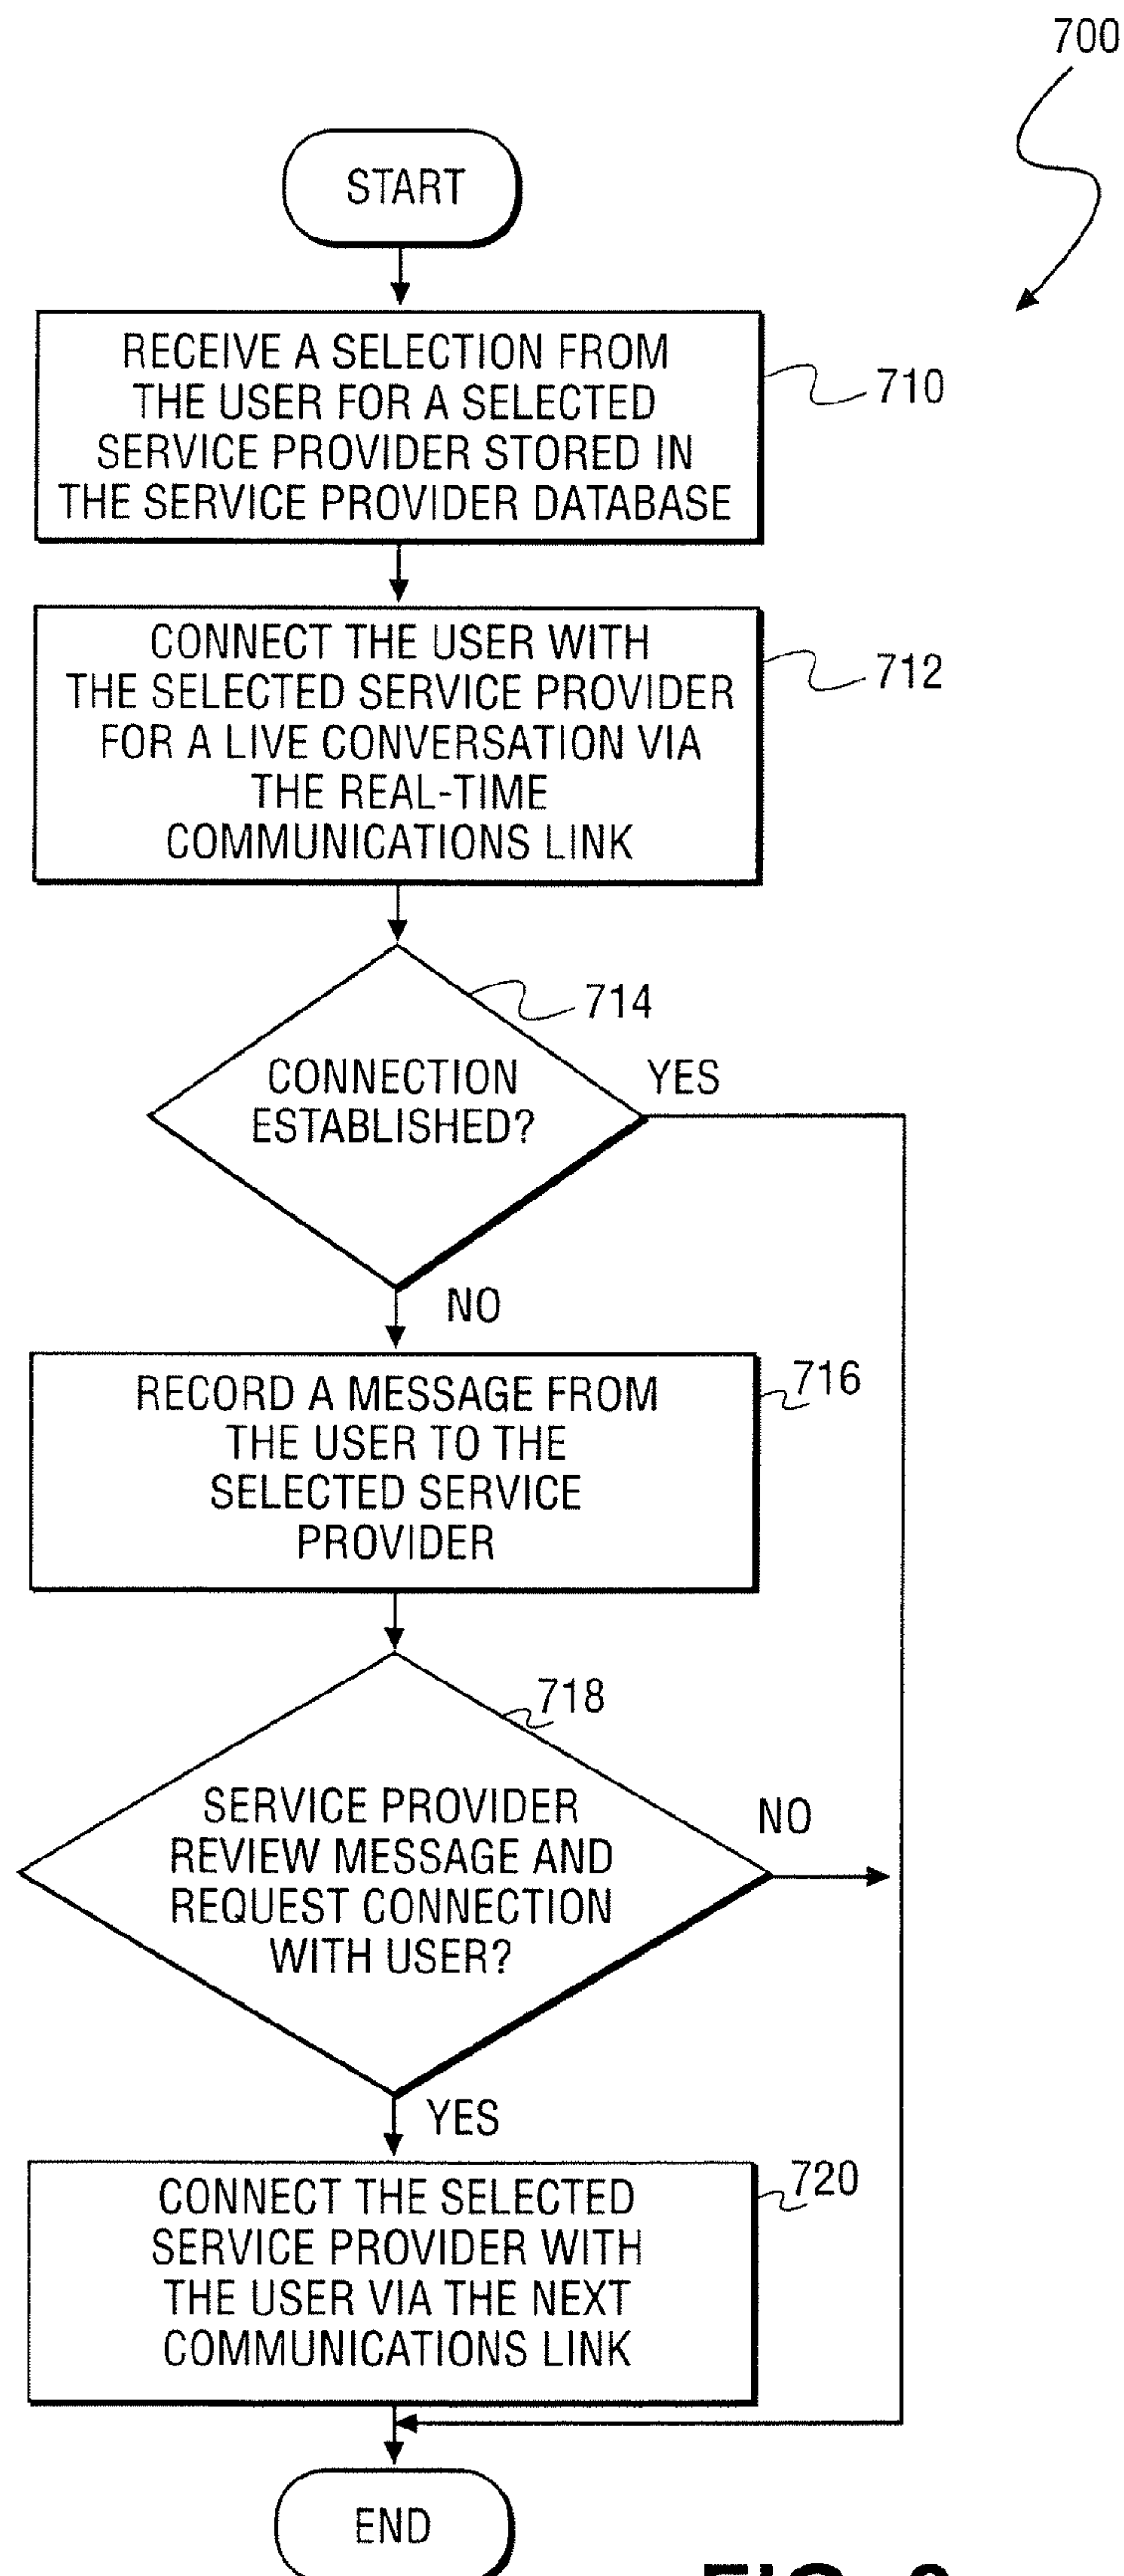 700
START
RECEIVE A SELECTION FROM
THE USER FOR A SELECTED
SERVICE PROVIDER STORED IN
THE SERVICE PROVIDER DATABASE
710
CONNECT THE USER WITH
THE SELECTED SERVICE PROVIDER
FOR A LIVE CONVERSATION VIA
THE REAL-TIME
COMMUNICATIONS LINK
712
714
CONNECTION
ESTABLISHED?
YES
NO
RECORD A MESSAGE FROM
THE USER TO THE
SELECTED SERVICE
PROVIDER
716
718
SERVICE PROVIDER
REVIEW MESSAGE AND
REQUEST CONNECTION
WITH USER?
NO
YES
CONNECT THE SELECTED
SERVICE PROVIDER WITH
THE USER VIA THE NEXT
COMMUNICATIONS LINK
720
END